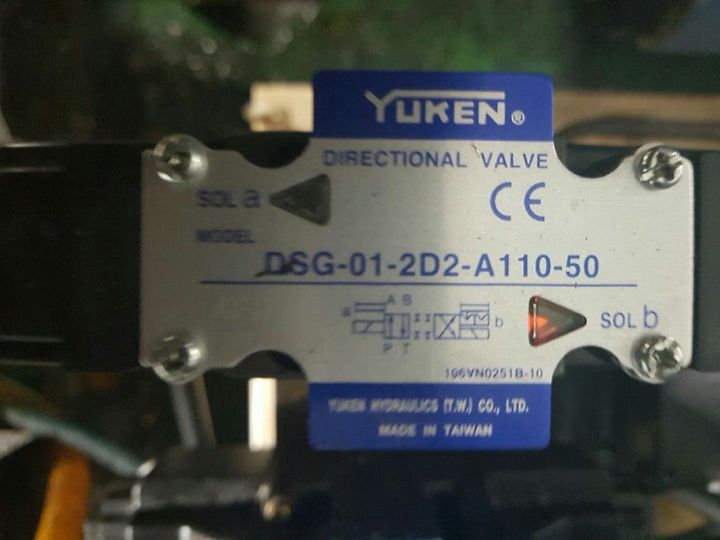 YUKEN®
DIRECTIONAL VALVE
SOL a
CE
MODEL
DSG-01-2D2-A110-50
A B
a
b
P T
SOL b
196VN0251B-10
YUKEN HYDRAULICS (T.W.) CO., LTD.
MADE IN TAIWAN